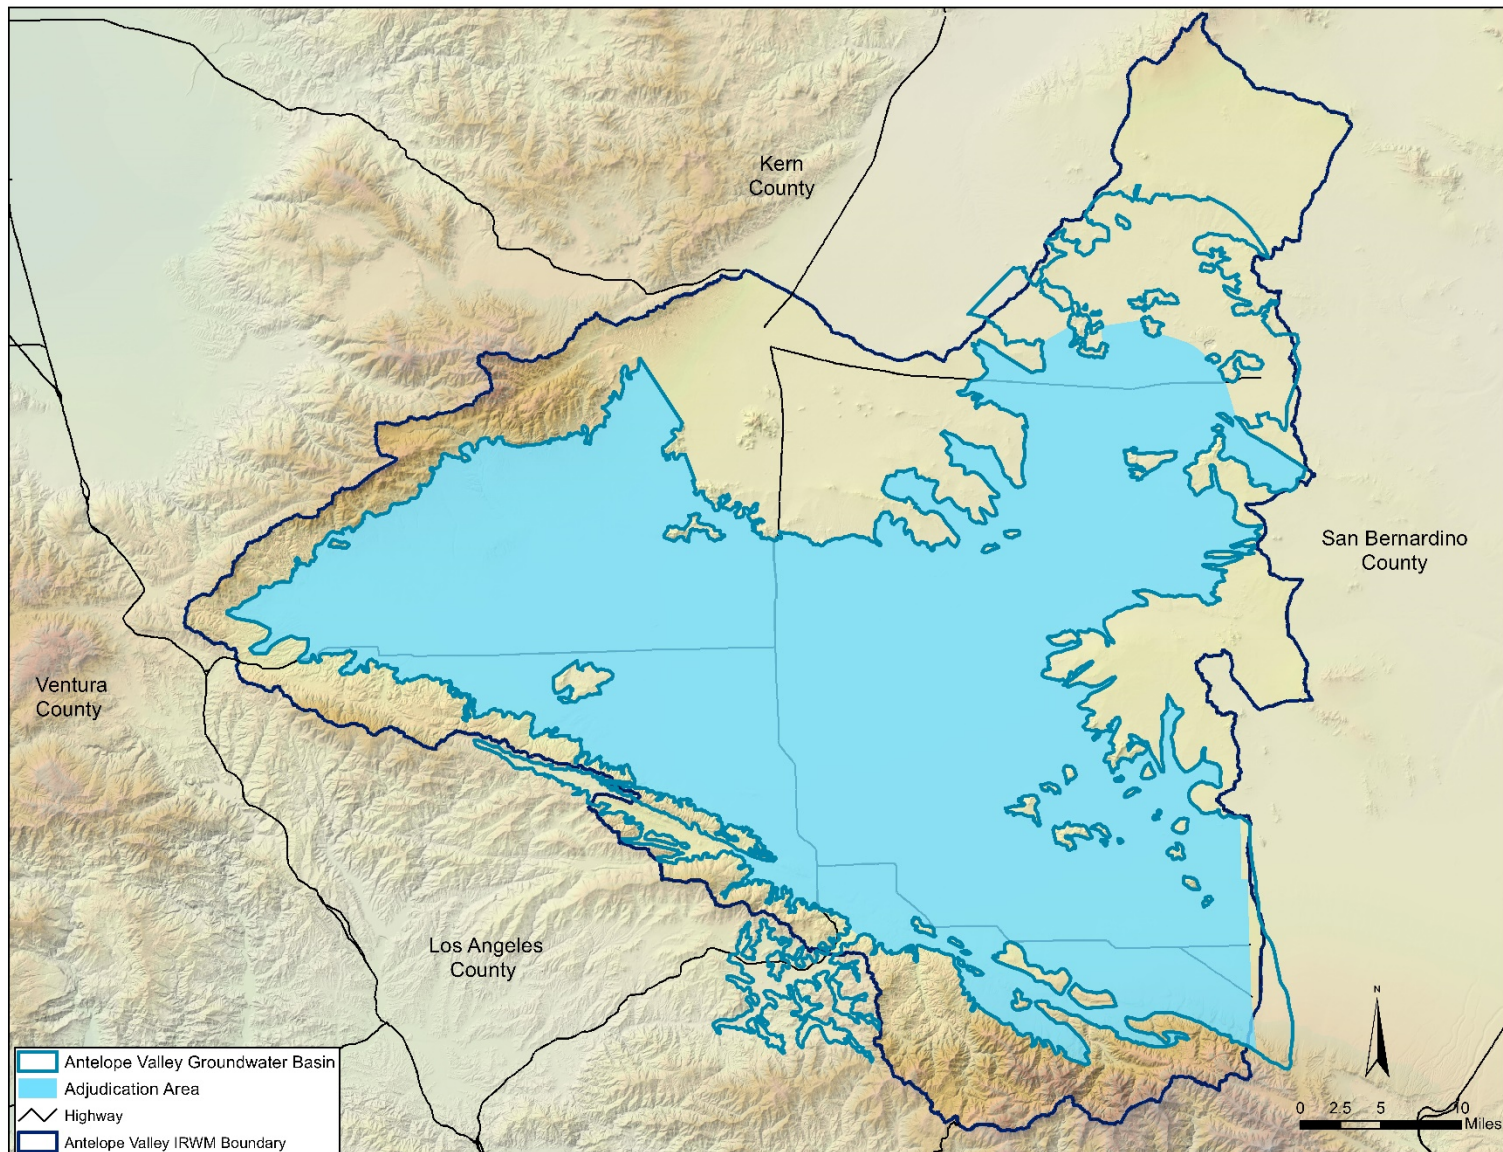 Kern
County
San Bernardino
County
Ventura
County
Los Angeles
County
N
Antelope Valley Groundwater Basin
Adjudication Area
Highway
Antelope Valley IRWM Boundary
0 2.5 5 10
Miles